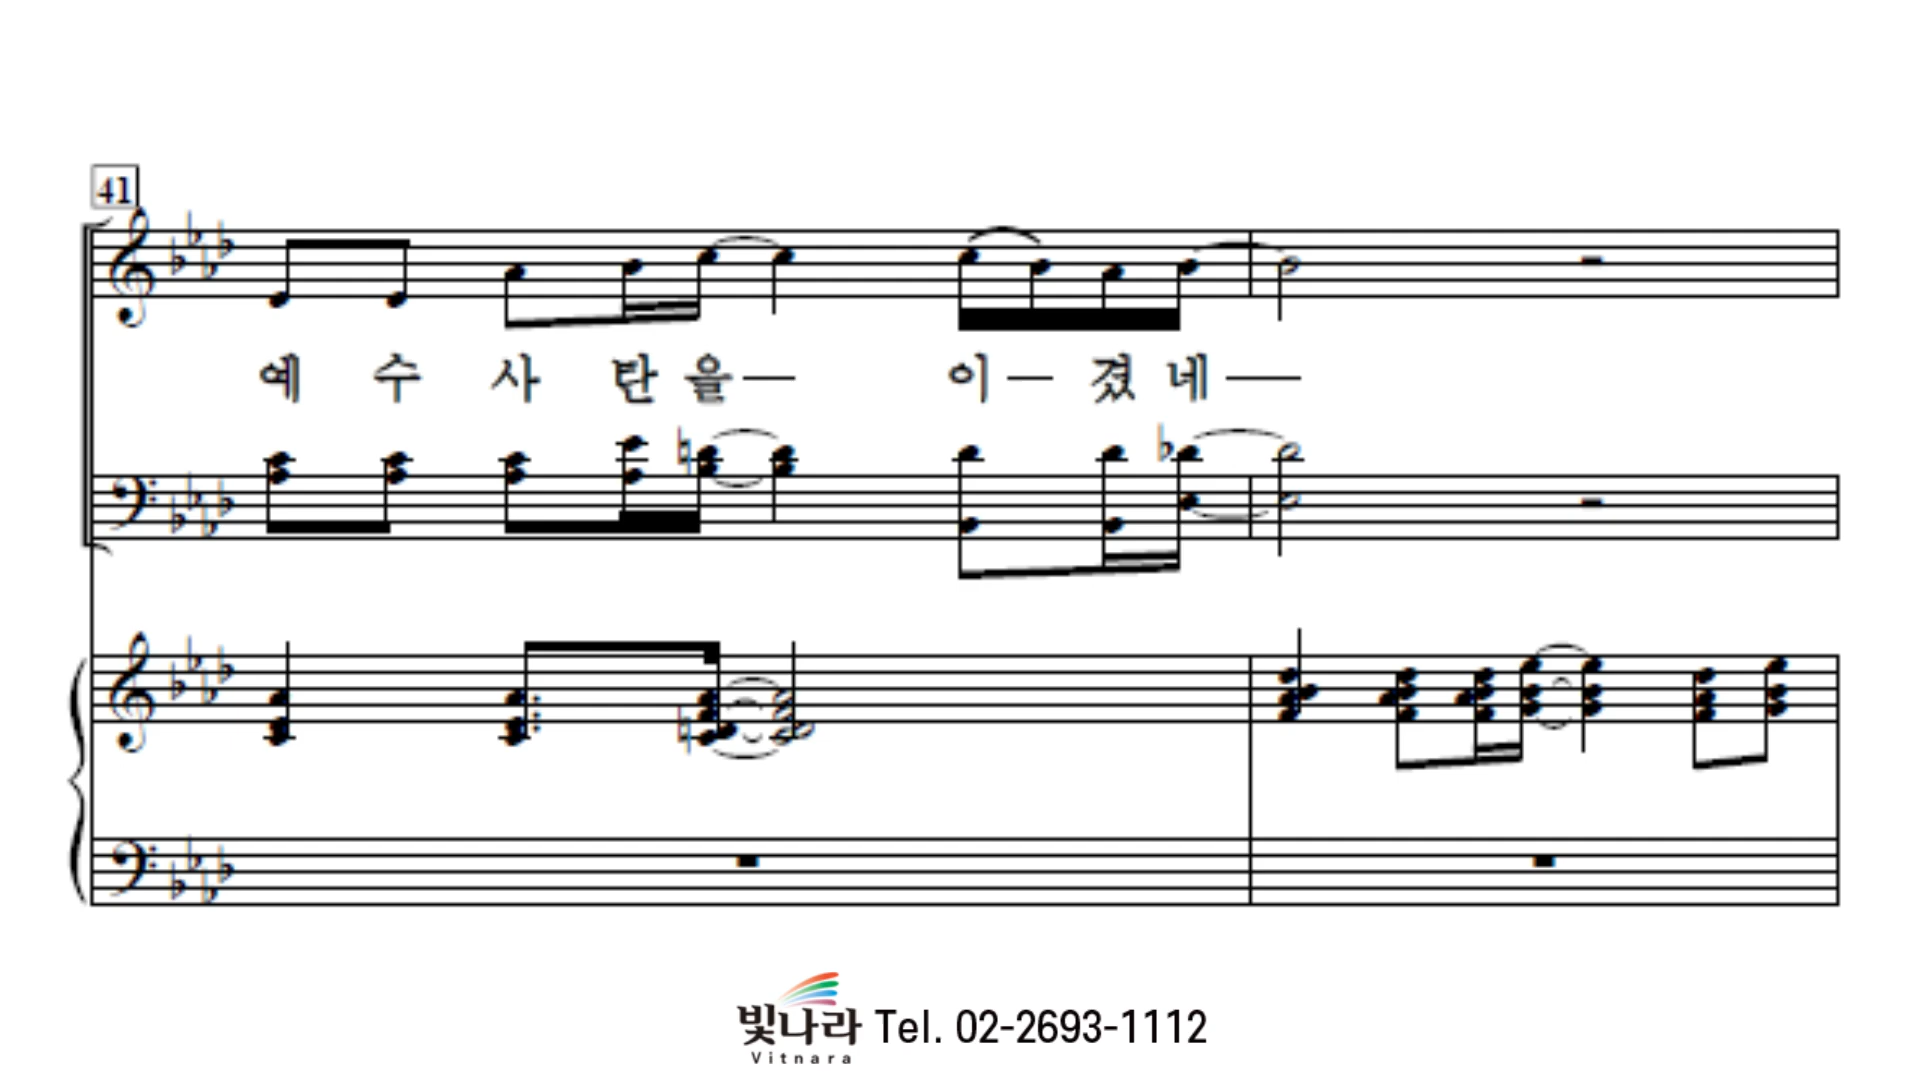 41
예 수 사 탄 을 이 겼 네
빛나라 Tel. 02-2693-1112
Vitnara